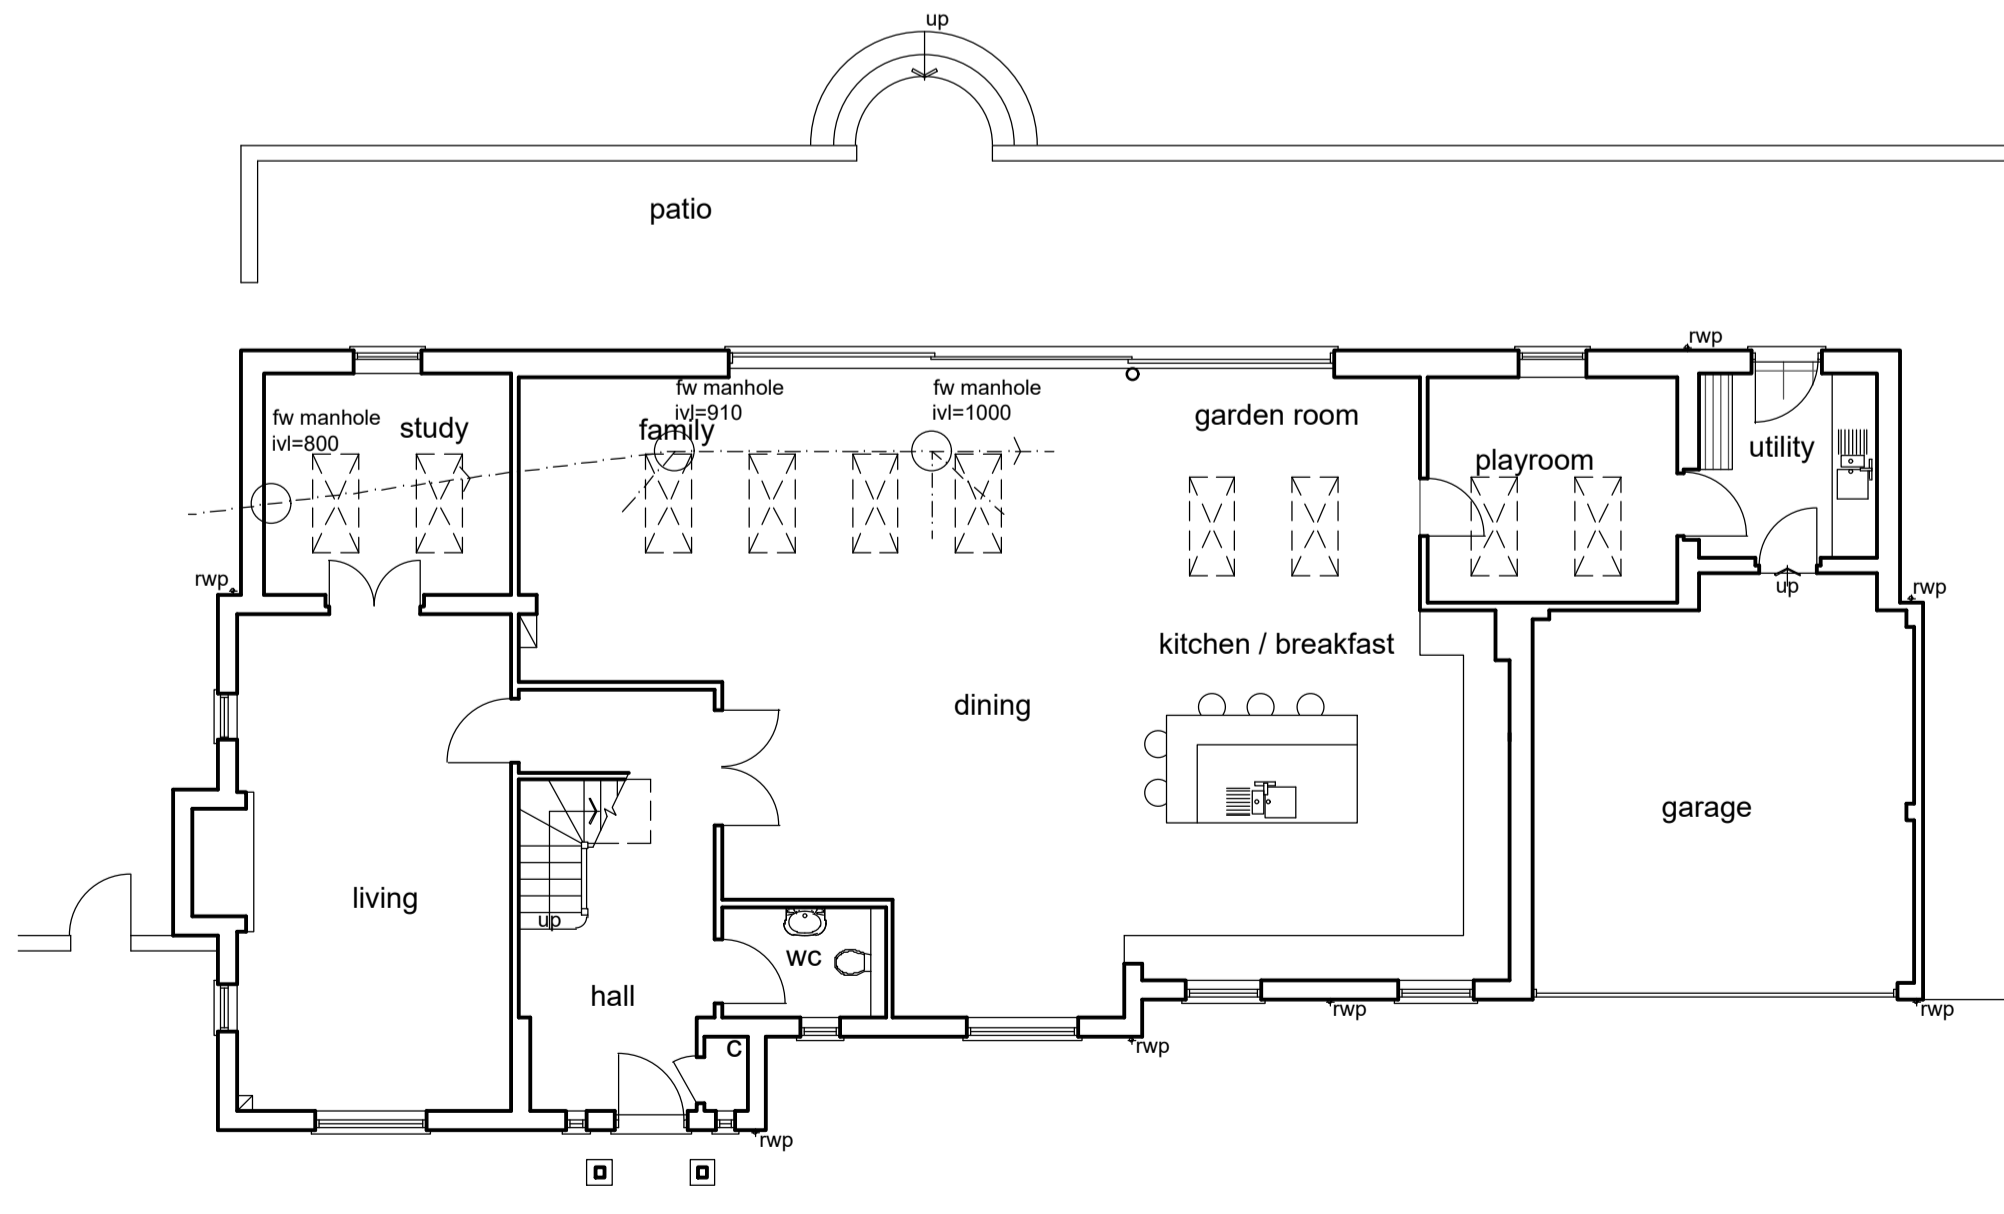 up
patio
rwp
fw manhole
ivl=910
fw manhole
ivl=1000
fw manhole
ivl=800
study
family
garden room
utility
playroom
rwp
up
rwp
kitchen / breakfast
dining
garage
living
up
wc
hall
rwp
rwp
c
rwp
rwp